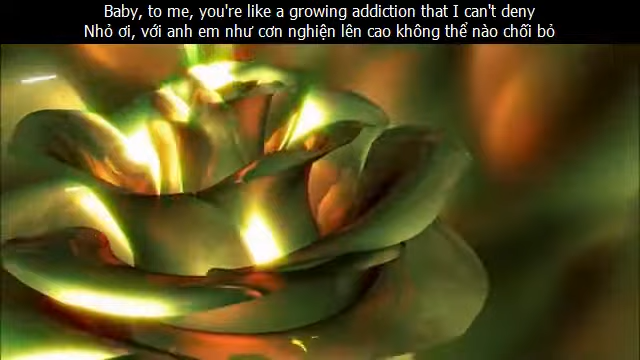 Baby, to me, you're like a growing addiction that I can't deny
Nhỏ ơi, với anh em như cơn nghiện lên cao không thể nào chối bỏ